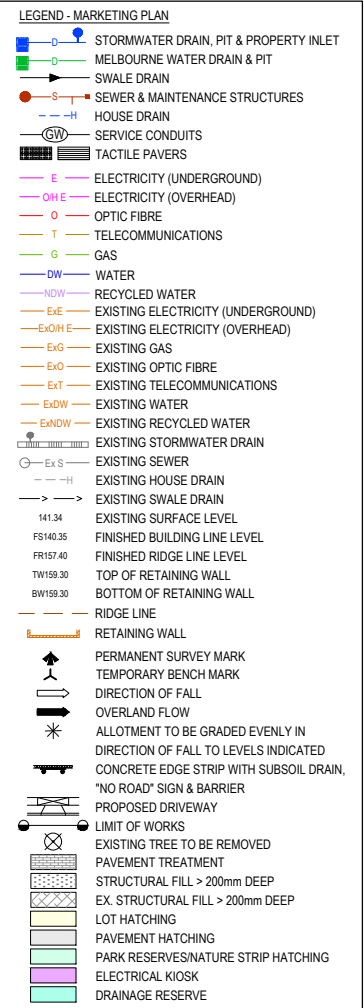 LEGEND - MARKETING PLAN
D STORMWATER DRAIN, PIT & PROPERTY INLET
D MELBOURNE WATER DRAIN & PIT
SWALE DRAIN
S SEWER & MAINTENANCE STRUCTURES
H HOUSE DRAIN
GW SERVICE CONDUITS
TACTILE PAVERS
E ELECTRICITY (UNDERGROUND)
O/H E ELECTRICITY (OVERHEAD)
O OPTIC FIBRE
T TELECOMMUNICATIONS
G GAS
DW WATER
NDW RECYCLED WATER
ExE EXISTING ELECTRICITY (UNDERGROUND)
ExO/H E EXISTING ELECTRICITY (OVERHEAD)
ExG EXISTING GAS
ExO EXISTING OPTIC FIBRE
ExT EXISTING TELECOMMUNICATIONS
ExDW EXISTING WATER
ExNDW EXISTING RECYCLED WATER
EXISTING STORMWATER DRAIN
Ex S EXISTING SEWER
H EXISTING HOUSE DRAIN
EXISTING SWALE DRAIN
141.34 EXISTING SURFACE LEVEL
FS140.35 FINISHED BUILDING LINE LEVEL
FR157.40 FINISHED RIDGE LINE LEVEL
TW159.30 TOP OF RETAINING WALL
BW159.30 BOTTOM OF RETAINING WALL
RIDGE LINE
RETAINING WALL
PERMANENT SURVEY MARK
TEMPORARY BENCH MARK
DIRECTION OF FALL
OVERLAND FLOW
ALLOTMENT TO BE GRADED EVENLY IN
DIRECTION OF FALL TO LEVELS INDICATED
CONCRETE EDGE STRIP WITH SUBSOIL DRAIN,
"NO ROAD" SIGN & BARRIER
PROPOSED DRIVEWAY
LIMIT OF WORKS
EXISTING TREE TO BE REMOVED
PAVEMENT TREATMENT
STRUCTURAL FILL > 200mm DEEP
EX. STRUCTURAL FILL > 200mm DEEP
LOT HATCHING
PAVEMENT HATCHING
PARK RESERVES/NATURE STRIP HATCHING
ELECTRICAL KIOSK
DRAINAGE RESERVE